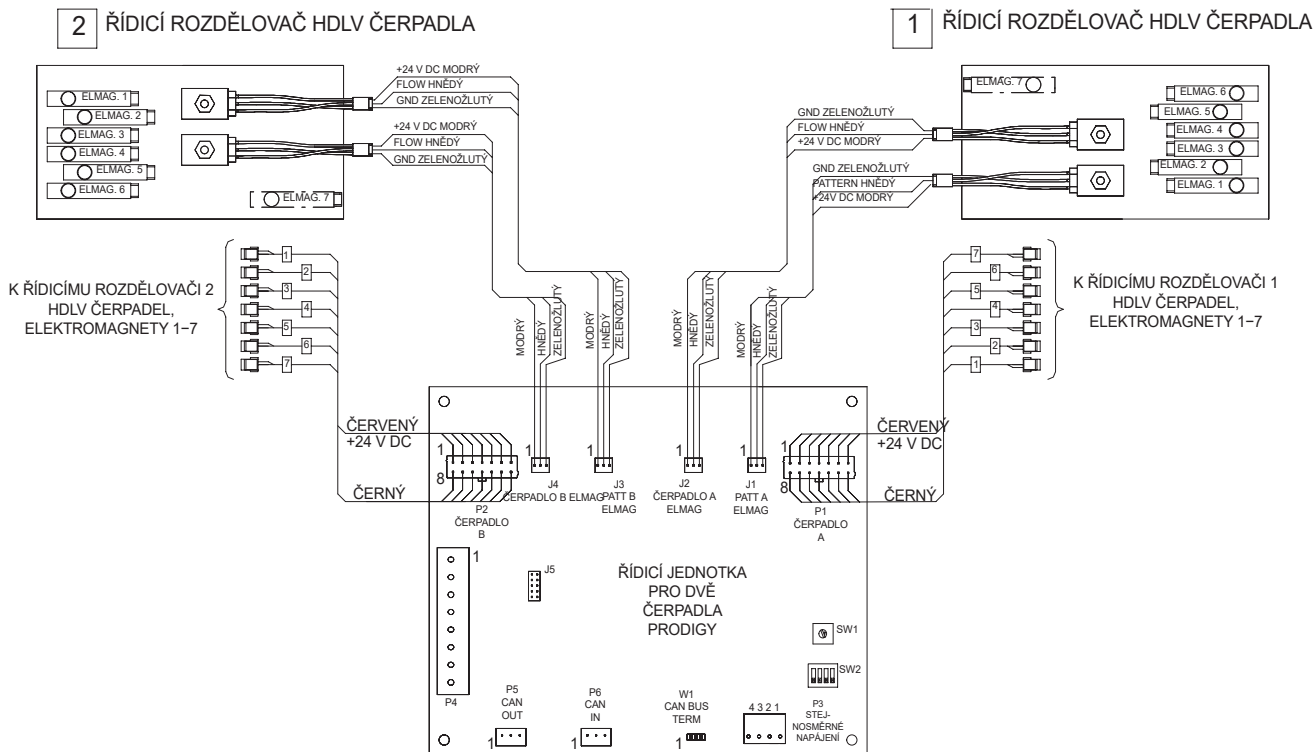 2 ŘÍDICÍ ROZDĚLOVAČ HDLV ČERPADLA
1 ŘÍDICÍ ROZDĚLOVAČ HDLV ČERPADLA
ELMAG. 1
ELMAG. 2
ELMAG. 3
ELMAG. 4
ELMAG. 5
ELMAG. 6
ELMAG. 7
+24 V DC MODRÝ
FLOW HNĚDÝ
GND ZELENOŽLUTÝ
+24 V DC MODRÝ
FLOW HNĚDÝ
GND ZELENOŽLUTÝ
GND ZELENOŽLUTÝ
FLOW HNĚDÝ
+24 V DC MODRÝ
GND ZELENOŽLUTÝ
PATTERN HNĚDÝ
+24V DC MODRÝ
ELMAG. 7
ELMAG. 6
ELMAG. 5
ELMAG. 4
ELMAG. 3
ELMAG. 2
ELMAG. 1
K ŘÍDICÍMU ROZDĚLOVAČI 2
HDLV ČERPADEL,
ELEKTROMAGNETY 1–7
1
2
3
4
5
6
7
MODRÝ
HNĚDÝ
ZELENOŽLUTÝ
MODRÝ
HNĚDÝ
ZELENOŽLUTÝ
MODRÝ
HNĚDÝ
ZELENOŽLUTÝ
MODRÝ
HNĚDÝ
ZELENOŽLUTÝ
7
6
5
4
3
2
1
K ŘÍDICÍMU ROZDĚLOVAČI 1
HDLV ČERPADEL,
ELEKTROMAGNETY 1–7
ČERVENÝ
+24 V DC
ČERNÝ
1
8
P2
ČERPADLO
B
1
J4
ČERPADLO B ELMAG
1
J3
PATT B
ELMAG
1
J2
ČERPADLO A
ELMAG
1
J1
PATT A
ELMAG
1
8
P1
ČERPADLO
A
ČERVENÝ
+24 V DC
ČERNÝ
1
P4
J5
ŘÍDICÍ JEDNOTKA
PRO DVĚ
ČERPADLA
PRODIGY
SW1
SW2
P5
CAN
OUT
1
P6
CAN
IN
1
W1
CAN BUS
TERM
1
4 3 2 1
P3
STEJ-
NOSMĚRNÉ
NAPÁJENÍ